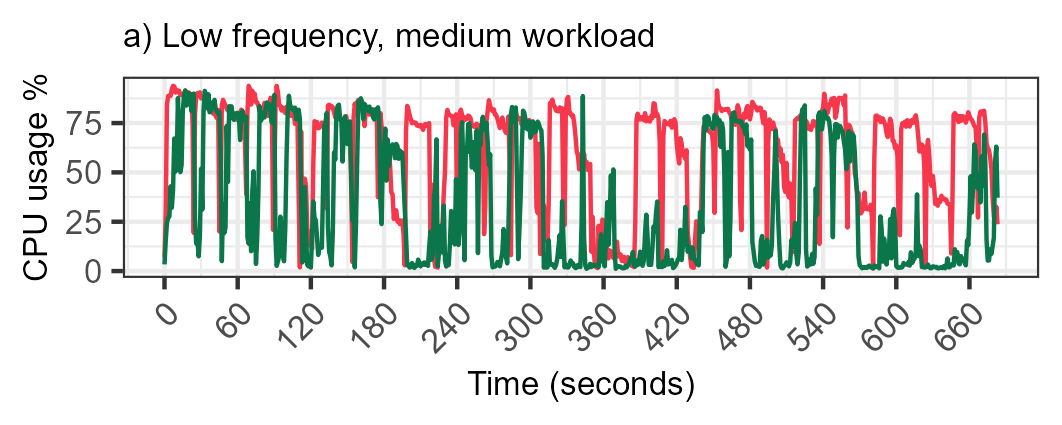 a) Low frequency, medium workload
CPU usage %
75
50
25
0
0 60 120 180 240 300 360 420 480 540 600 660
Time (seconds)